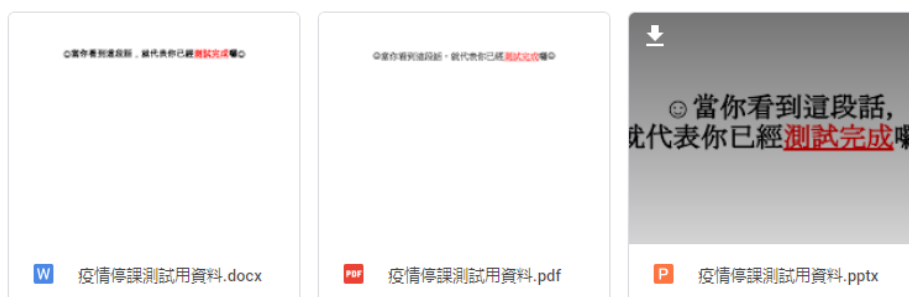 ☺當你看到這段話，就代表你已經測試完成囉☺
☺當你看到這段話，就代表你已經測試完成囉☺
☺當你看到這段話,
就代表你已經測試完成囉
W 疫情停課測試用資料.docx
PDF 疫情停課測試用資料.pdf
P 疫情停課測試用資料.pptx